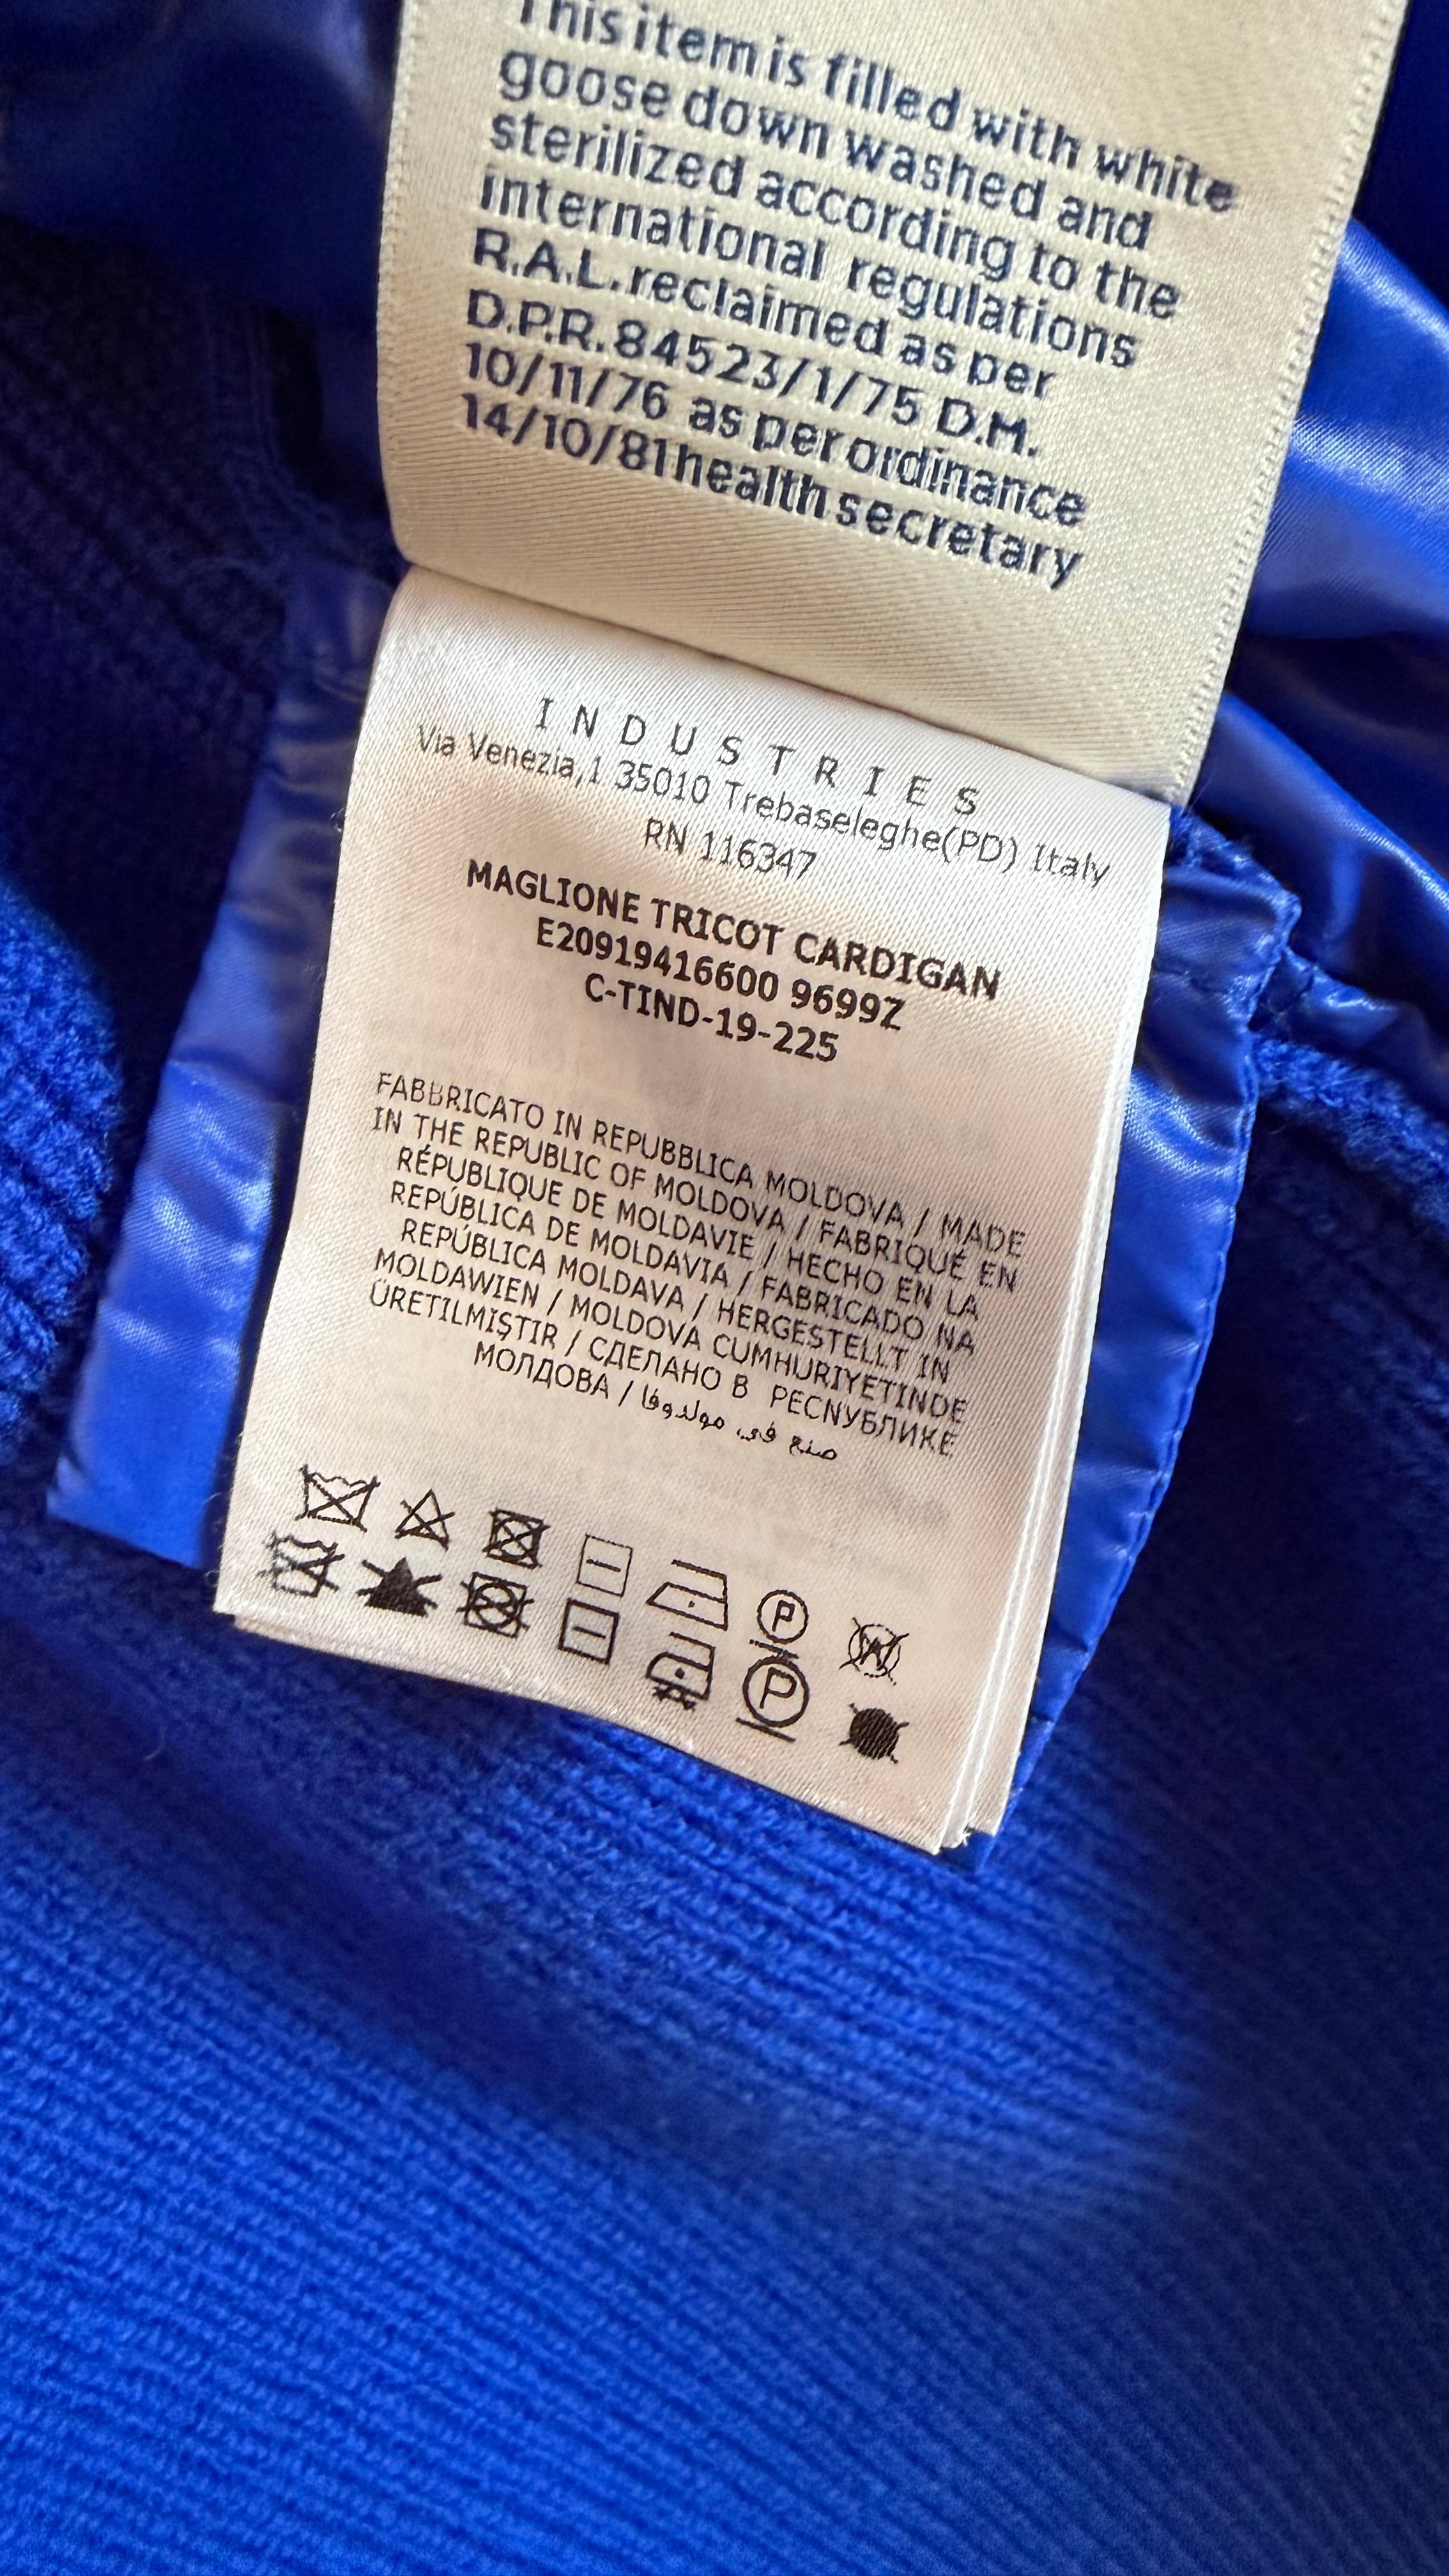 This item is filled with white
goose down washed and
sterilized according to the
international regulations
R.A.L. reclaimed as per
D.P.R. 84523/1/75 D.M.
10/11/76 as per ordinance
14/10/81 health secretary
INDUSTRIES
Via Venezia,1 35010 Trebaseleghe(PD) Italy
RN 116347
MAGLIONE TRICOT CARDIGAN
E20919416600 9699Z
C-TIND-19-225
FABBRICATO IN REPUBBLICA MOLDOVA / MADE
IN THE REPUBLIC OF MOLDOVA / FABRIQUÉ EN
RÉPUBLIQUE DE MOLDAVIE / HECHO EN LA
REPÚBLICA DE MOLDAVIA / FABRICADO NA
REPÚBLICA MOLDAVA / HERGESTELLT IN
MOLDAWIEN / MOLDOVA CUMHURIYETINDE
ÜRETILMIŞTIR / СДЕЛАНО В РЕСПУБЛИКЕ
МОЛДОВА / صنع في مولدوفا
P
W
P